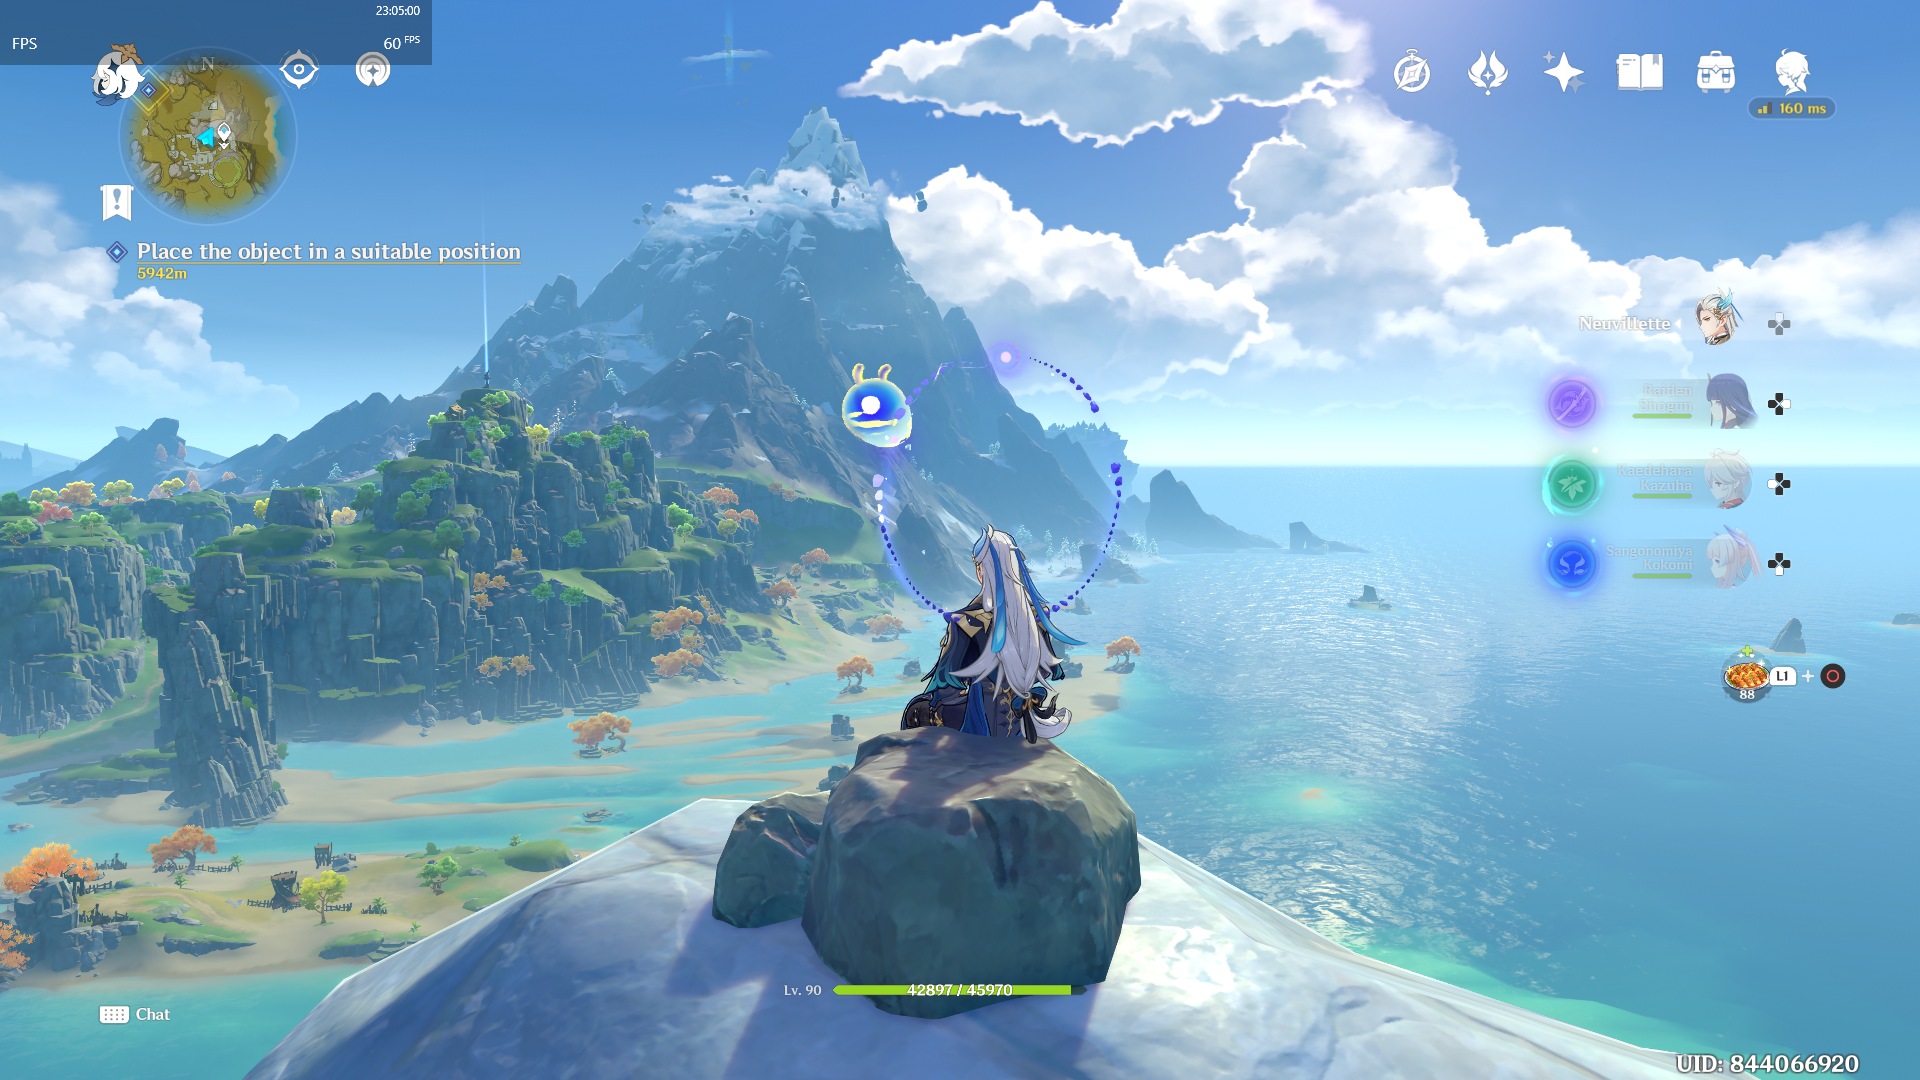 23:05:00
FPS
60 FPS
N
160 ms
Place the object in a suitable position
5942m
Neuvillette
Raiden
Shogun
Kaedehara
Kazuha
Sangonomiya
Kokomi
L1 +
88
Lv. 90
42897 / 45970
Chat
UID: 844066920